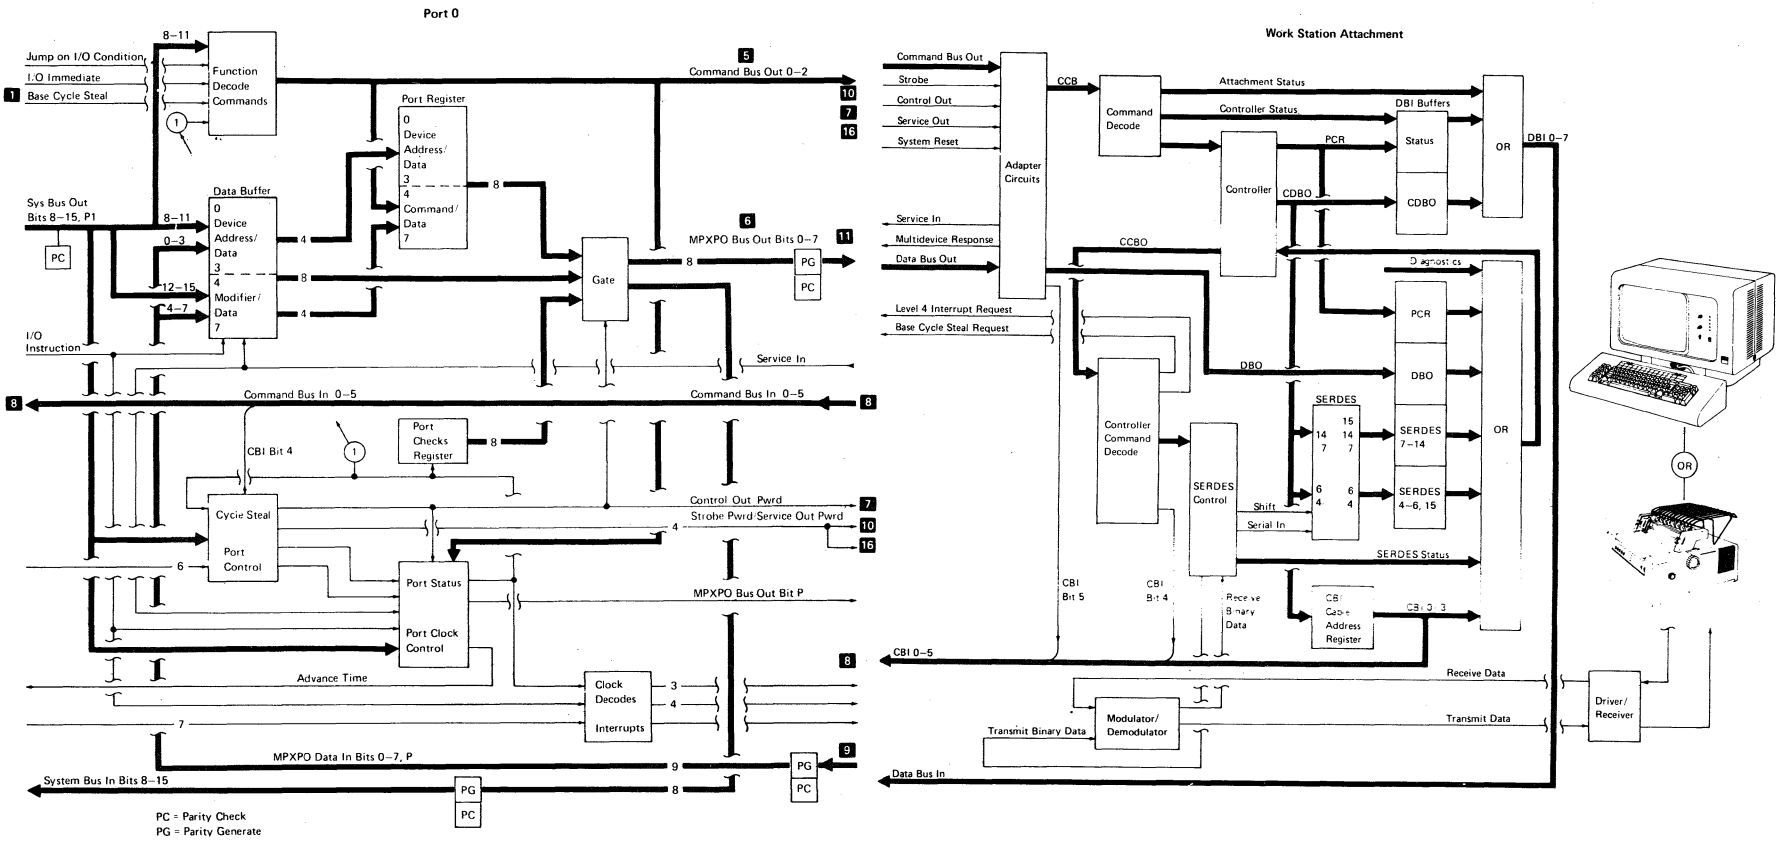 Port 0
8–11
Jump on I/O Condition
I/O Immediate
1
Base Cycle Steal
Function
Decode
Commands
1
5
Command Bus Out 0–2
10
7
16
Port Register
0
Device
Address/
Data
3
4
Command/
Data
7
8
Sys Bus Out
Bits 8–15, P1
PC
Data Buffer
8–11
0–3
12–15
4–7
0
Device
Address/
Data
3
4
Modifier/
Data
7
4
8
4
Gate
6
MPXPO Bus Out Bits 0–7
8
PG
PC
11
I/O
Instruction
Service In
8
Command Bus In 0–5
Command Bus In 0–5
8
Port
Checks
Register
8
CBI Bit 4
1
Cycle Steal
Port
Control
6
Control Out Pwrd
7
Strobe Pwrd/Service Out Pwrd
4
10
16
Port Status
Port Clock
Control
MPXPO Bus Out Bit P
Advance Time
Clock
Decodes
Interrupts
3
4
7
MPXPO Data In Bits 0–7, P
9
PG
PC
9
System Bus In Bits 8–15
PG
PC
8
PC = Parity Check
PG = Parity Generate
Work Station Attachment
Command Bus Out
Strobe
Control Out
Service Out
System Reset
Adapter
Circuits
Service In
Multidevice Response
Data Bus Out
CCB
Command
Decode
Attachment Status
Controller Status
DBI Buffers
Status
CDBO
PCR
CDBO
Controller
OR
DBI 0–7
CCBO
Diagnostics
Level 4 Interrupt Request
Base Cycle Steal Request
PCR
DBO
DBO
Controller
Command
Decode
SERDES
15
14
14
7
7
6
6
4
4
SERDES
7–14
SERDES
4–6, 15
OR
SERDES
Control
Shift
Serial In
SERDES Status
CBI
Bit 5
CBI
Bit 4
Receive
Binary
Data
CBI
Cable
Address
Register
CBI 0–3
8
CBI 0–5
Receive Data
Modulator/
Demodulator
Transmit Binary Data
Transmit Data
Driver/
Receiver
Data Bus In
OR